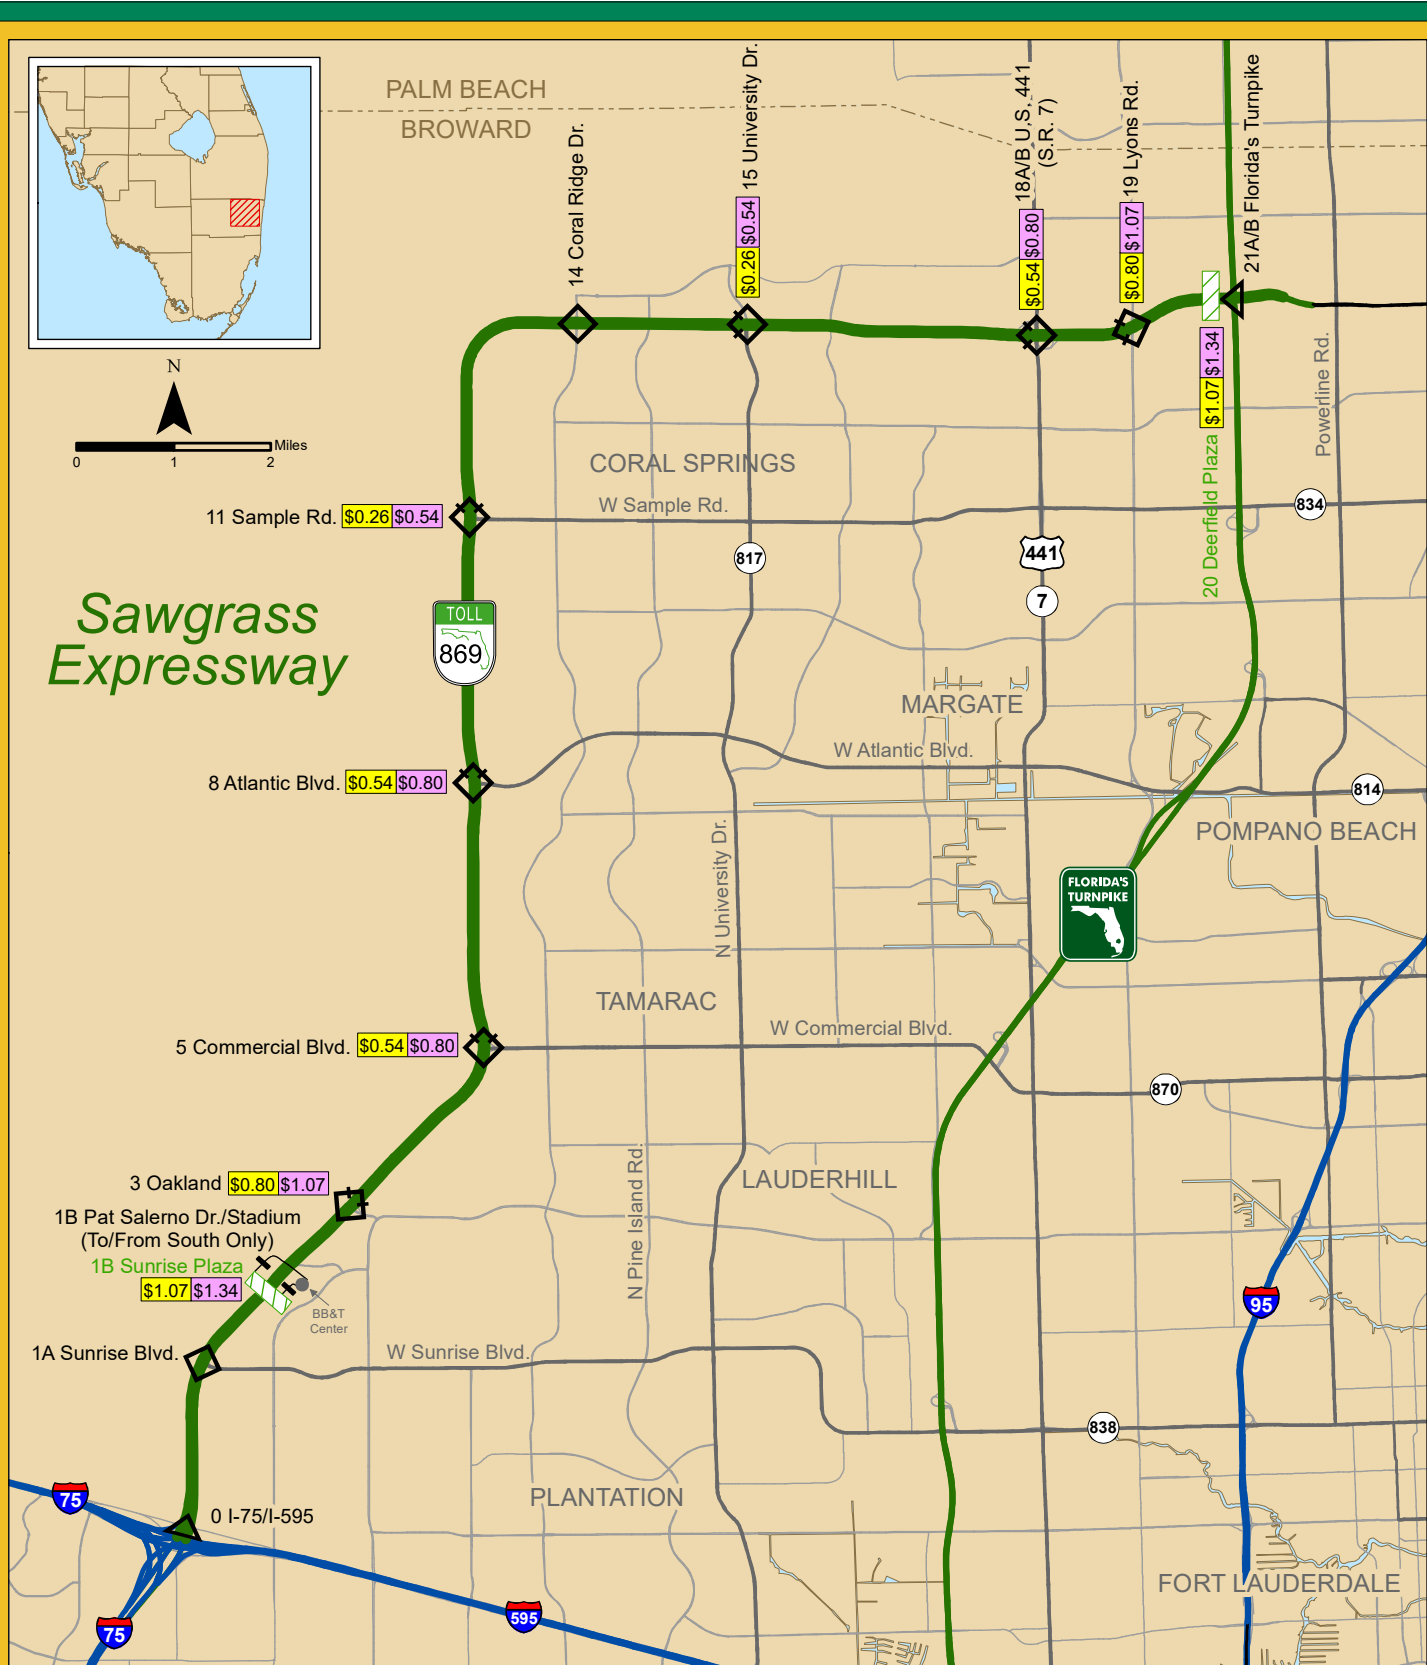 PALM BEACH
BROWARD
14 Coral Ridge Dr.
15 University Dr.
$0.26 $0.54
18A/B U.S. 441
(S.R. 7)
$0.54 $0.80
19 Lyons Rd.
$0.80 $1.07
21A/B Florida's Turnpike
$1.07 $1.34
20 Deerfield Plaza
Powerline Rd.
N
Miles
0 1 2
CORAL SPRINGS
W Sample Rd.
834
11 Sample Rd. $0.26 $0.54
817
441
7
Sawgrass
Expressway
TOLL
869
MARGATE
W Atlantic Blvd.
8 Atlantic Blvd. $0.54 $0.80
814
POMPANO BEACH
N University Dr.
FLORIDA'S
TURNPIKE
TAMARAC
W Commercial Blvd.
5 Commercial Blvd. $0.54 $0.80
870
3 Oakland $0.80 $1.07
LAUDERHILL
N Pine Island Rd.
1B Pat Salerno Dr./Stadium
(To/From South Only)
1B Sunrise Plaza
$1.07 $1.34
BB&T
Center
95
1A Sunrise Blvd.
W Sunrise Blvd.
838
PLANTATION
75
0 I-75/I-595
FORT LAUDERDALE
595
75